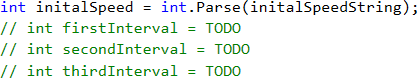 int initalSpeed = int.Parse(initalSpeedString);
// int firstInterval = TODO
// int secondInterval = TODO
// int thirdInterval = TODO